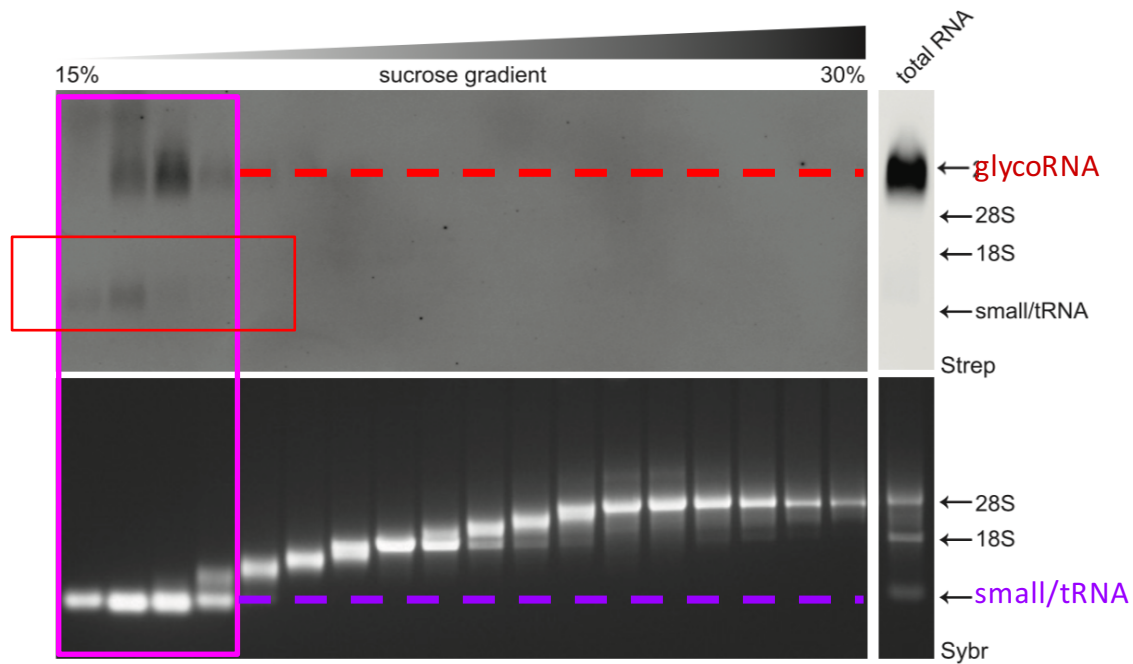 total RNA
15% sucrose gradient 30%
glycoRNA
28S
18S
small/tRNA
Strep
28S
18S
small/tRNA
Sybr